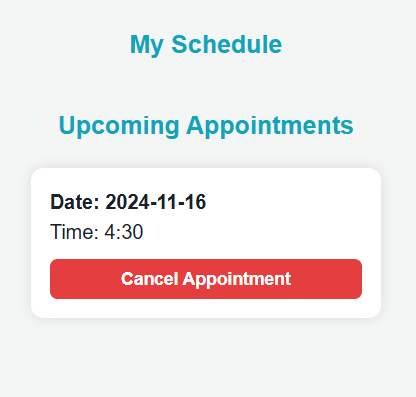 My Schedule
Upcoming Appointments
Date: 2024-11-16
Time: 4:30
Cancel Appointment